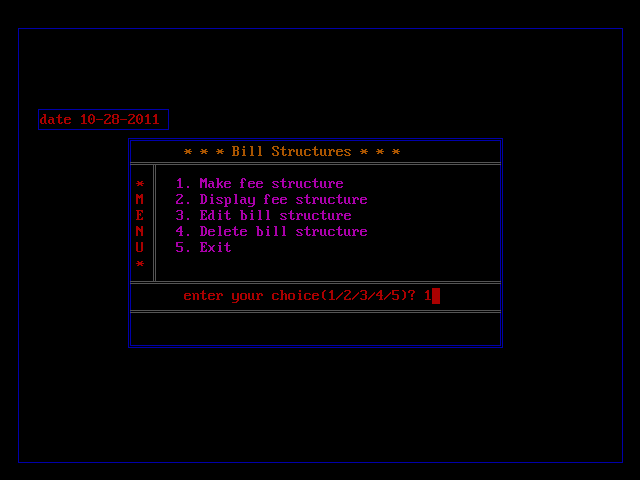 date 10-28-2011
* * * Bill Structures * * *
* 1. Make fee structure
M 2. Display fee structure
E 3. Edit bill structure
N 4. Delete bill structure
U 5. Exit
*
enter your choice(1/2/3/4/5)? 1